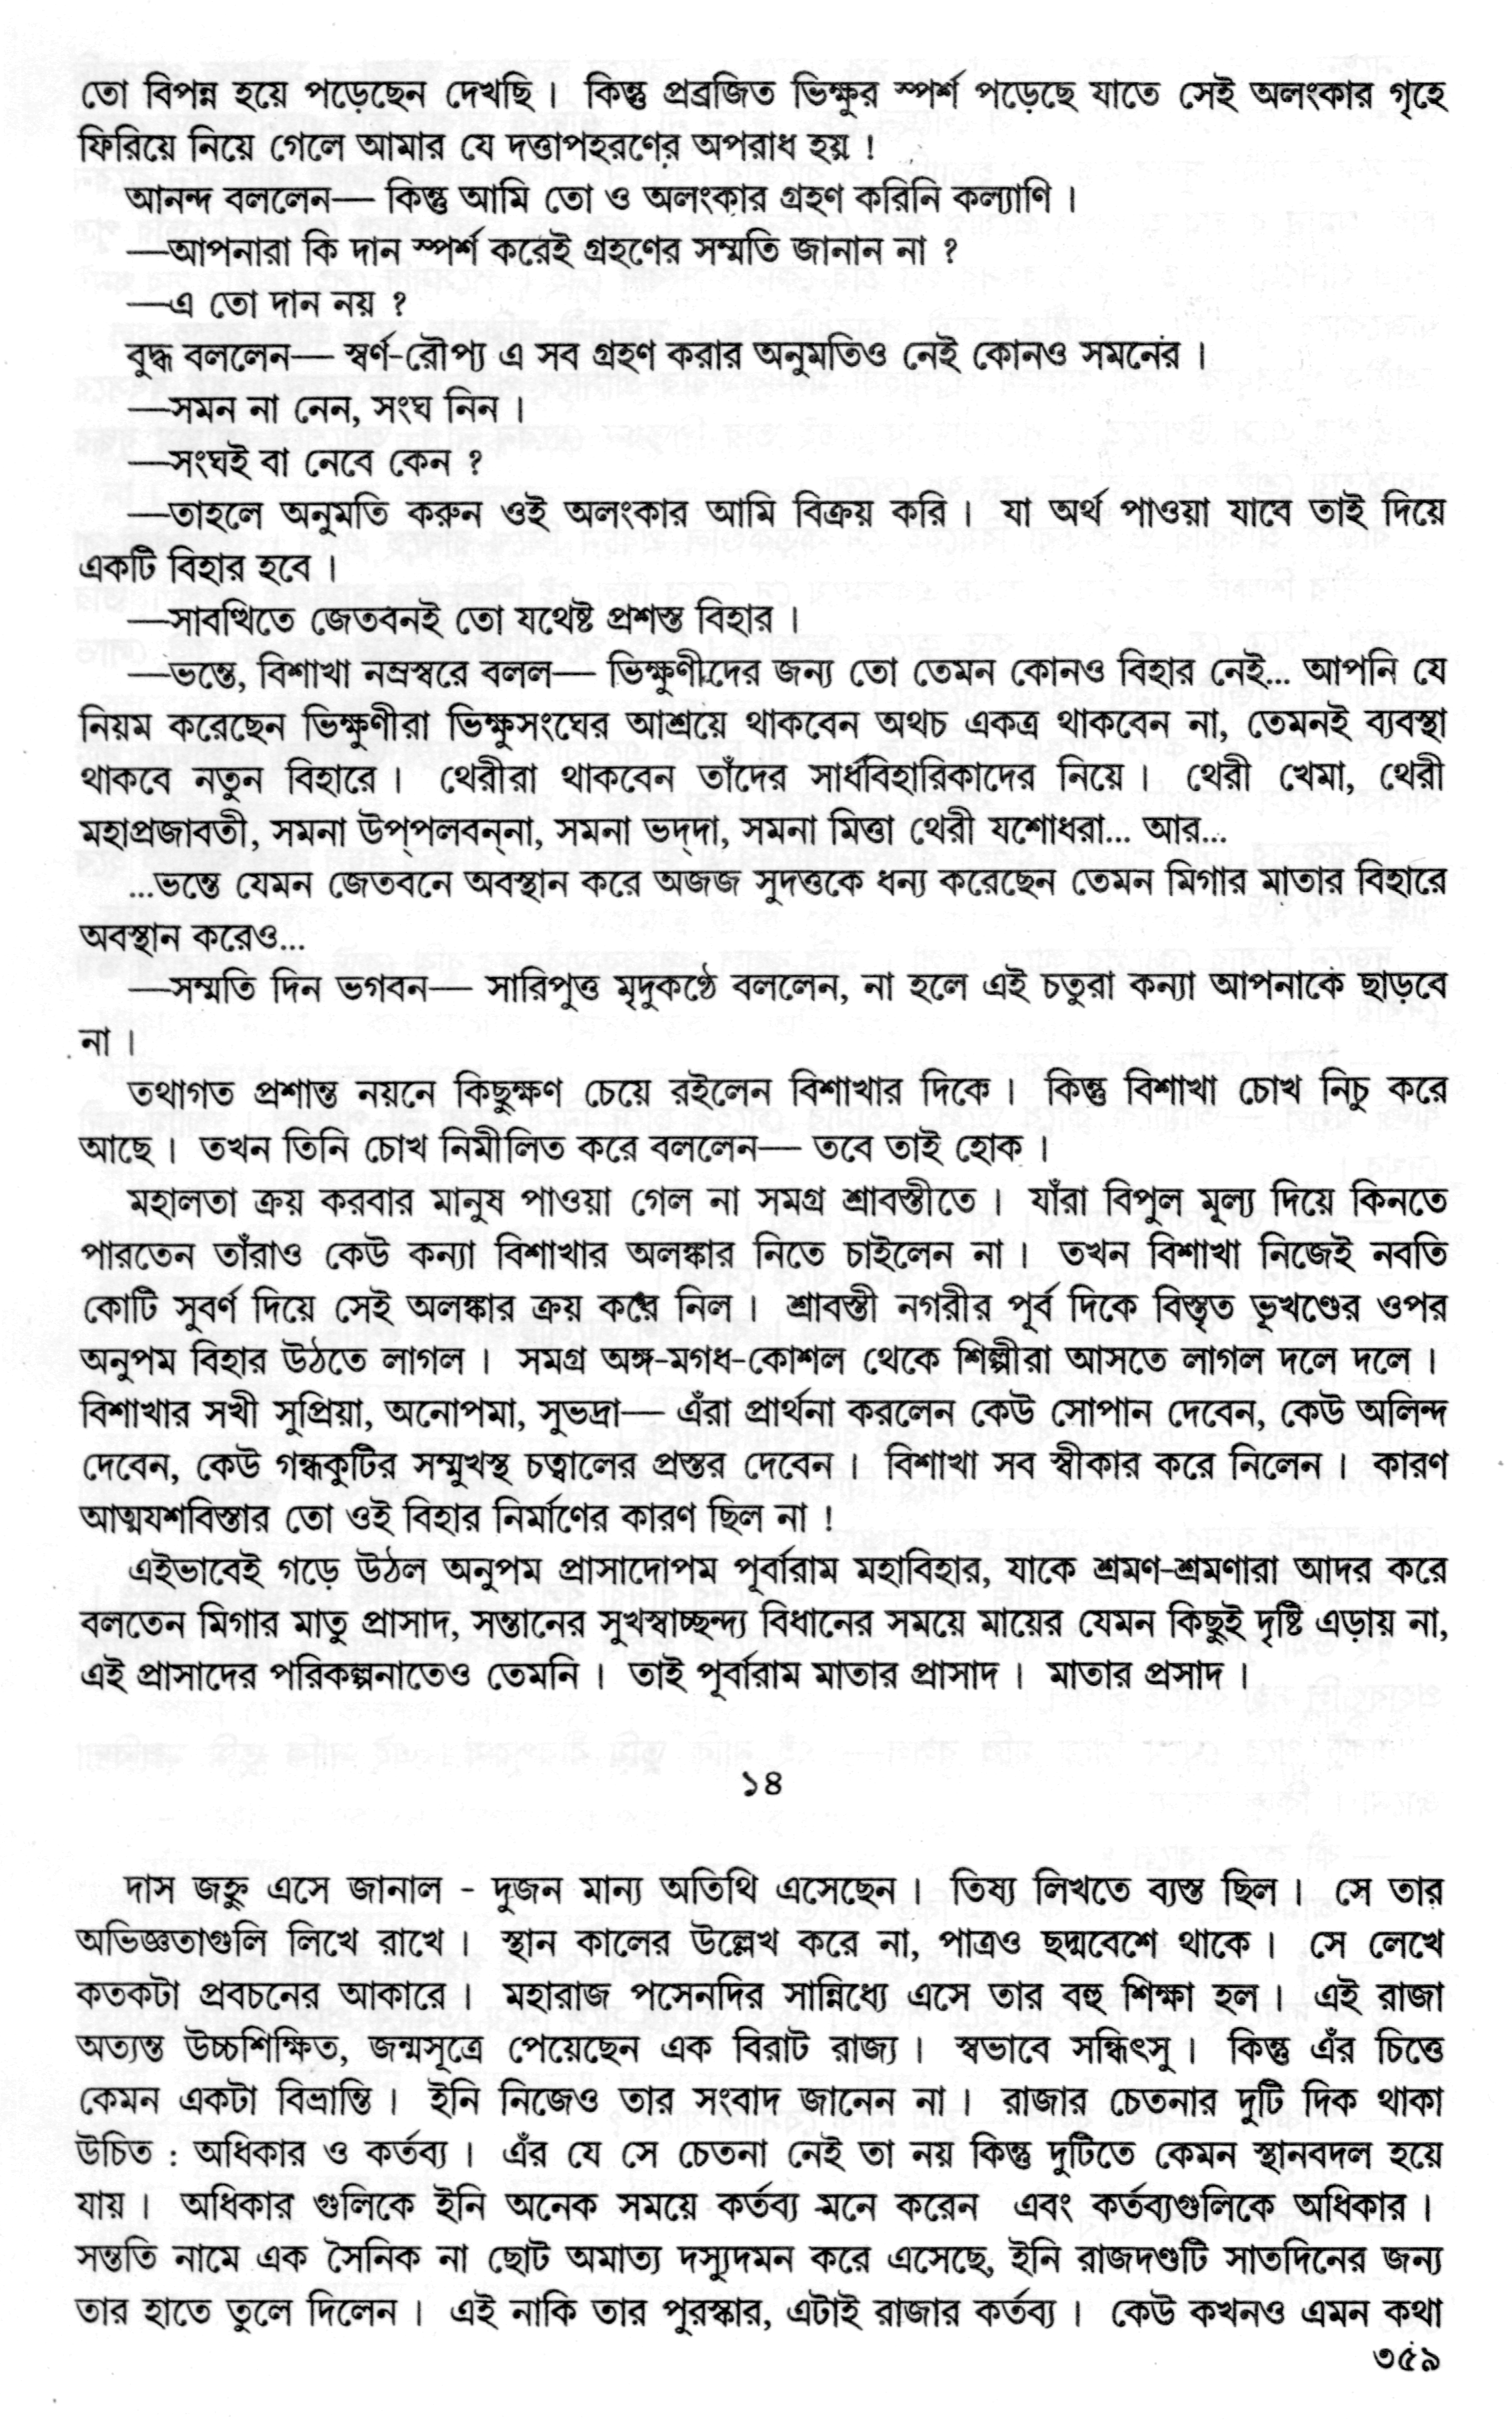 তো বিপন্ন হয়ে পড়েছেন দেখছি। কিন্তু প্রব্রজিত ভিক্ষুর স্পর্শ পড়েছে যাতে সেই অলংকার গৃহে
ফিরিয়ে নিয়ে গেলে আমার যে দত্তাপহরণের অপরাধ হয় !
আনন্দ বললেন— কিন্তু আমি তো ও অলংকার গ্রহণ করিনি কল্যাণি।
—আপনারা কি দান স্পর্শ করেই গ্রহণের সম্মতি জানান না ?
—এ তো দান নয় ?
বুদ্ধ বললেন— স্বর্ণ-রৌপ্য এ সব গ্রহণ করার অনুমতিও নেই কোনও সমনের।
—সমন না নেন, সংঘ নিন।
—সংঘই বা নেবে কেন ?
—তাহলে অনুমতি করুন ওই অলংকার আমি বিক্রয় করি। যা অর্থ পাওয়া যাবে তাই দিয়ে
একটি বিহার হবে।
—সাবত্থিতে জেতবনই তো যথেষ্ট প্রশস্ত বিহার।
—ভন্তে, বিশাখা নম্রস্বরে বলল— ভিক্ষুণীদের জন্য তো তেমন কোনও বিহার নেই... আপনি যে
নিয়ম করেছেন ভিক্ষুণীরা ভিক্ষুসংঘের আশ্রয়ে থাকবেন অথচ একত্র থাকবেন না, তেমনই ব্যবস্থা
থাকবে নতুন বিহারে। থেরীরা থাকবেন তাঁদের সার্ধবিহারিকাদের নিয়ে। থেরী খেমা, থেরী
মহাপ্রজাবতী, সমনা উপ্‌পলবন্‌না, সমনা ভদ্‌দা, সমনা মিত্তা থেরী যশোধরা... আর...
...ভন্তে যেমন জেতবনে অবস্থান করে অজজ সুদত্তকে ধন্য করেছেন তেমন মিগার মাতার বিহারে
অবস্থান করেও...
—সম্মতি দিন ভগবন— সারিপুত্ত মৃদুকণ্ঠে বললেন, না হলে এই চতুরা কন্যা আপনাকে ছাড়বে
না।
তথাগত প্রশান্ত নয়নে কিছুক্ষণ চেয়ে রইলেন বিশাখার দিকে। কিন্তু বিশাখা চোখ নিচু করে
আছে। তখন তিনি চোখ নিমীলিত করে বললেন— তবে তাই হোক।
মহালতা ক্রয় করবার মানুষ পাওয়া গেল না সমগ্র শ্রাবস্তীতে। যাঁরা বিপুল মূল্য দিয়ে কিনতে
পারতেন তাঁরাও কেউ কন্যা বিশাখার অলঙ্কার নিতে চাইলেন না। তখন বিশাখা নিজেই নবতি
কোটি সুবর্ণ দিয়ে সেই অলঙ্কার ক্রয় করে নিল। শ্রাবস্তী নগরীর পূর্ব দিকে বিস্তৃত ভূখণ্ডের ওপর
অনুপম বিহার উঠতে লাগল। সমগ্র অঙ্গ-মগধ-কোশল থেকে শিল্পীরা আসতে লাগল দলে দলে।
বিশাখার সখী সুপ্রিয়া, অনোপমা, সুভদ্রা— এঁরা প্রার্থনা করলেন কেউ সোপান দেবেন, কেউ অলিন্দ
দেবেন, কেউ গন্ধকুটির সম্মুখস্থ চত্বালের প্রস্তর দেবেন। বিশাখা সব স্বীকার করে নিলেন। কারণ
আত্মযশবিস্তার তো ওই বিহার নির্মাণের কারণ ছিল না !
এইভাবেই গড়ে উঠল অনুপম প্রাসাদোপম পূর্বারাম মহাবিহার, যাকে শ্রমণ-শ্রমণারা আদর করে
বলতেন মিগার মাতু প্রাসাদ, সন্তানের সুখস্বাচ্ছন্দ্য বিধানের সময়ে মায়ের যেমন কিছুই দৃষ্টি এড়ায় না,
এই প্রাসাদের পরিকল্পনাতেও তেমনি। তাই পূর্বারাম মাতার প্রাসাদ। মাতার প্রসাদ।
১৪
দাস জহ্নু এসে জানাল - দুজন মান্য অতিথি এসেছেন। তিষ্য লিখতে ব্যস্ত ছিল। সে তার
অভিজ্ঞতাগুলি লিখে রাখে। স্থান কালের উল্লেখ করে না, পাত্রও ছদ্মবেশে থাকে। সে লেখে
কতকটা প্রবচনের আকারে। মহারাজ পসেনদির সান্নিধ্যে এসে তার বহু শিক্ষা হল। এই রাজা
অত্যন্ত উচ্চশিক্ষিত, জন্মসূত্রে পেয়েছেন এক বিরাট রাজ্য। স্বভাবে সন্ধিৎসু। কিন্তু এঁর চিত্তে
কেমন একটা বিভ্রান্তি। ইনি নিজেও তার সংবাদ জানেন না। রাজার চেতনার দুটি দিক থাকা
উচিত : অধিকার ও কর্তব্য। এঁর যে সে চেতনা নেই তা নয় কিন্তু দুটিতে কেমন স্থানবদল হয়ে
যায়। অধিকার গুলিকে ইনি অনেক সময়ে কর্তব্য মনে করেন এবং কর্তব্যগুলিকে অধিকার।
সন্ততি নামে এক সৈনিক না ছোট অমাত্য দস্যুদমন করে এসেছে, ইনি রাজদণ্ডটি সাতদিনের জন্য
তার হাতে তুলে দিলেন। এই নাকি তার পুরস্কার, এটাই রাজার কর্তব্য। কেউ কখনও এমন কথা
৩৫৯